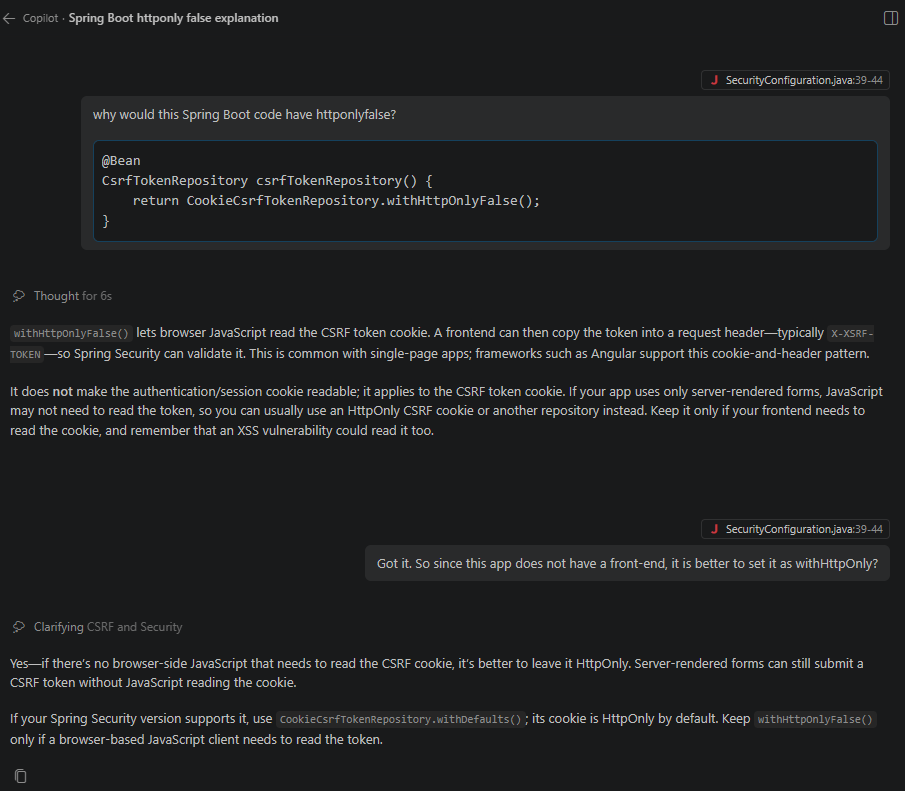 Copilot · Spring Boot httponly false explanation
J SecurityConfiguration.java:39-44
why would this Spring Boot code have httponlyfalse?
@Bean
CsrfTokenRepository csrfTokenRepository() {
    return CookieCsrfTokenRepository.withHttpOnlyFalse();
}
Thought for 6s
withHttpOnlyFalse() lets browser JavaScript read the CSRF token cookie. A frontend can then copy the token into a request header—typically X-XSRF-
TOKEN—so Spring Security can validate it. This is common with single-page apps; frameworks such as Angular support this cookie-and-header pattern.
It does not make the authentication/session cookie readable; it applies to the CSRF token cookie. If your app uses only server-rendered forms, JavaScript
may not need to read the token, so you can usually use an HttpOnly CSRF cookie or another repository instead. Keep it only if your frontend needs to
read the cookie, and remember that an XSS vulnerability could read it too.
J SecurityConfiguration.java:39-44
Got it. So since this app does not have a front-end, it is better to set it as withHttpOnly?
Clarifying CSRF and Security
Yes—if there's no browser-side JavaScript that needs to read the CSRF cookie, it's better to leave it HttpOnly. Server-rendered forms can still submit a
CSRF token without JavaScript reading the cookie.
If your Spring Security version supports it, use CookieCsrfTokenRepository.withDefaults(); its cookie is HttpOnly by default. Keep withHttpOnlyFalse()
only if a browser-based JavaScript client needs to read the token.